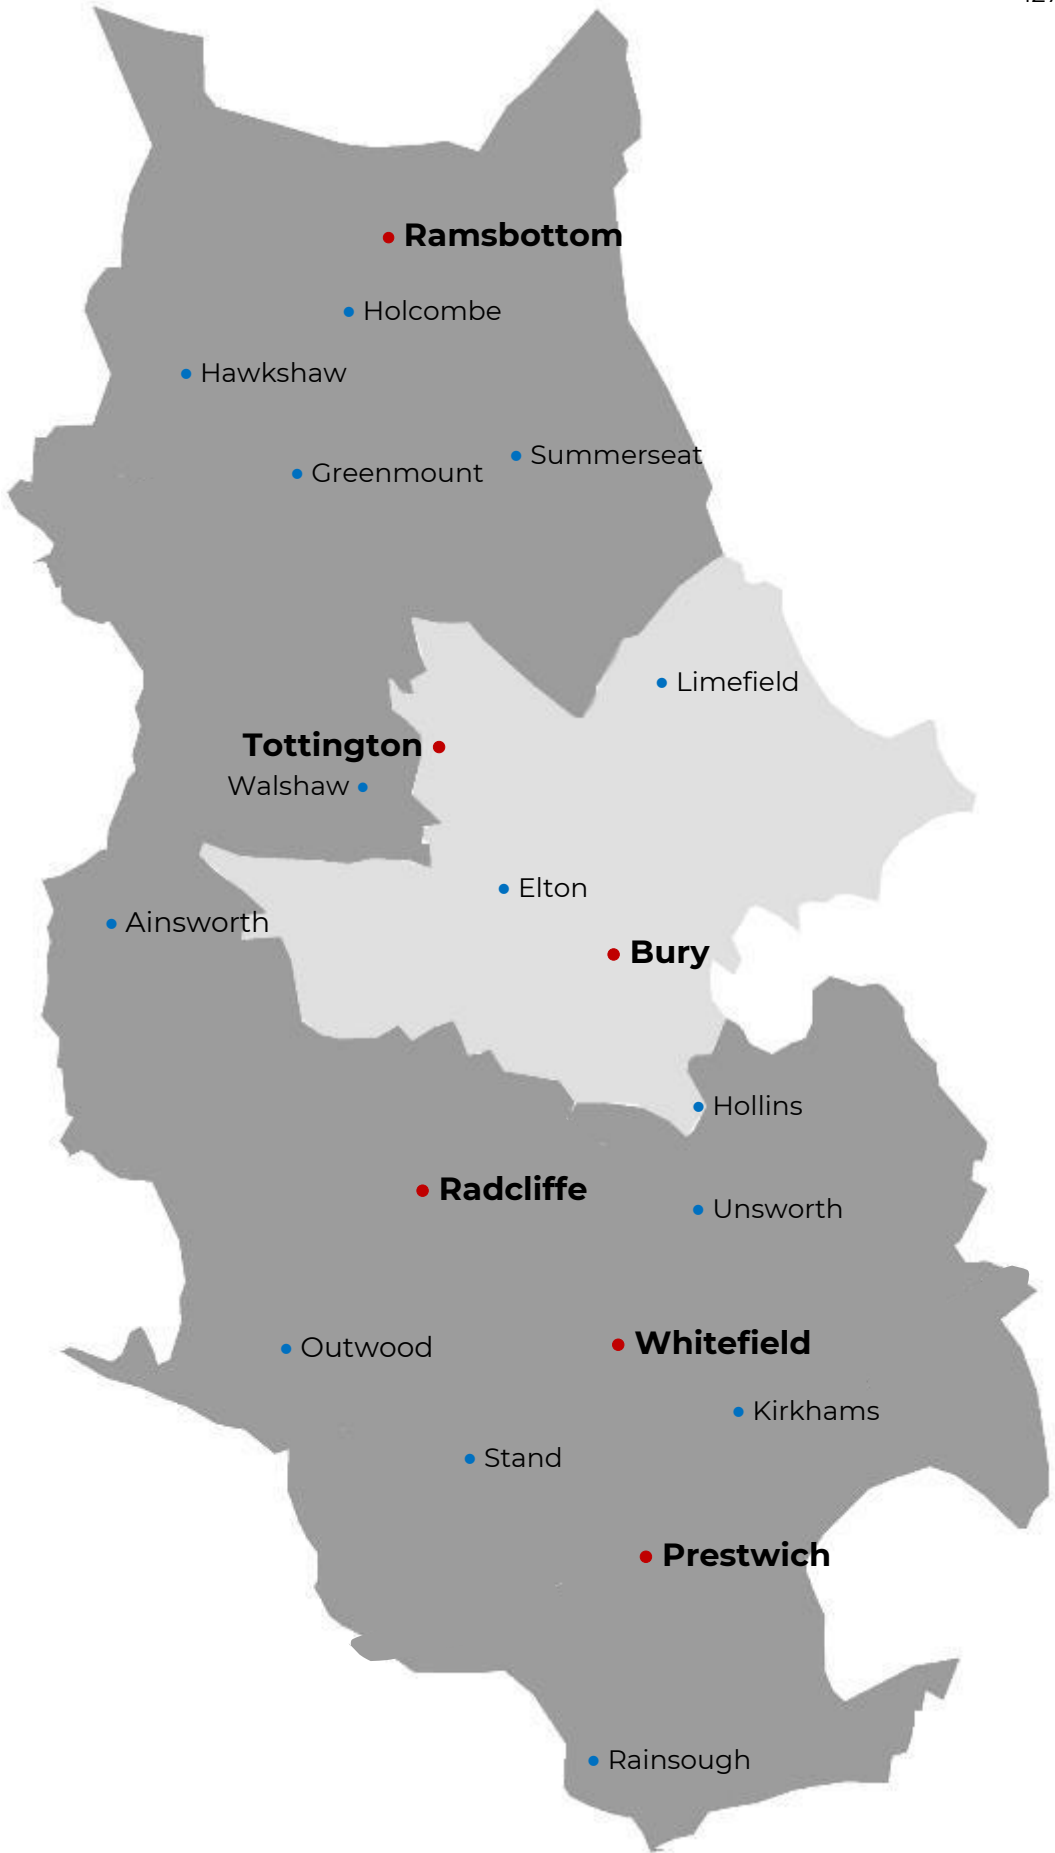 Ramsbottom
Holcombe
Hawkshaw
Summerseat
Greenmount
Limefield
Tottington
Walshaw
Elton
Ainsworth
Bury
Hollins
Radcliffe
Unsworth
Whitefield
Outwood
Kirkhams
Stand
Prestwich
Rainsough